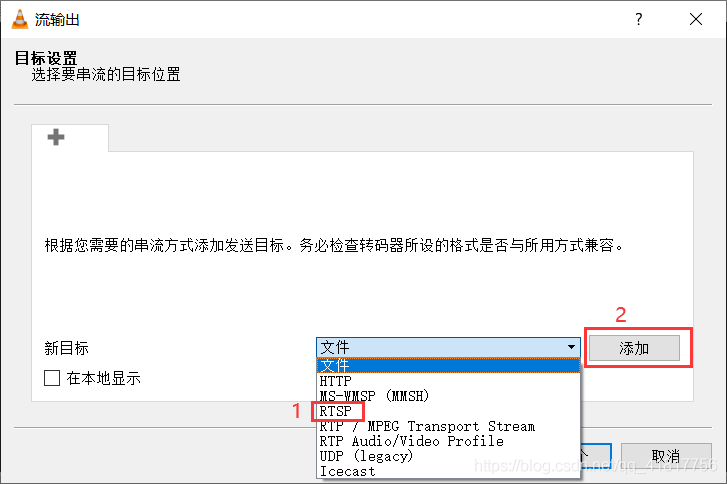 流输出
?
目标设置
选择要串流的目标位置
根据您需要的串流方式添加发送目标。务必检查转码器所设的格式是否与所用方式兼容。
2
新目标
文件
添加
在本地显示
文件
HTTP
MS-WMSP (MMSH)
1
RTSP
RTP / MPEG Transport Stream
RTP Audio/Video Profile
UDP (legacy)
Icecast
个
取消
https://blog.csdn.net/qq_41817756